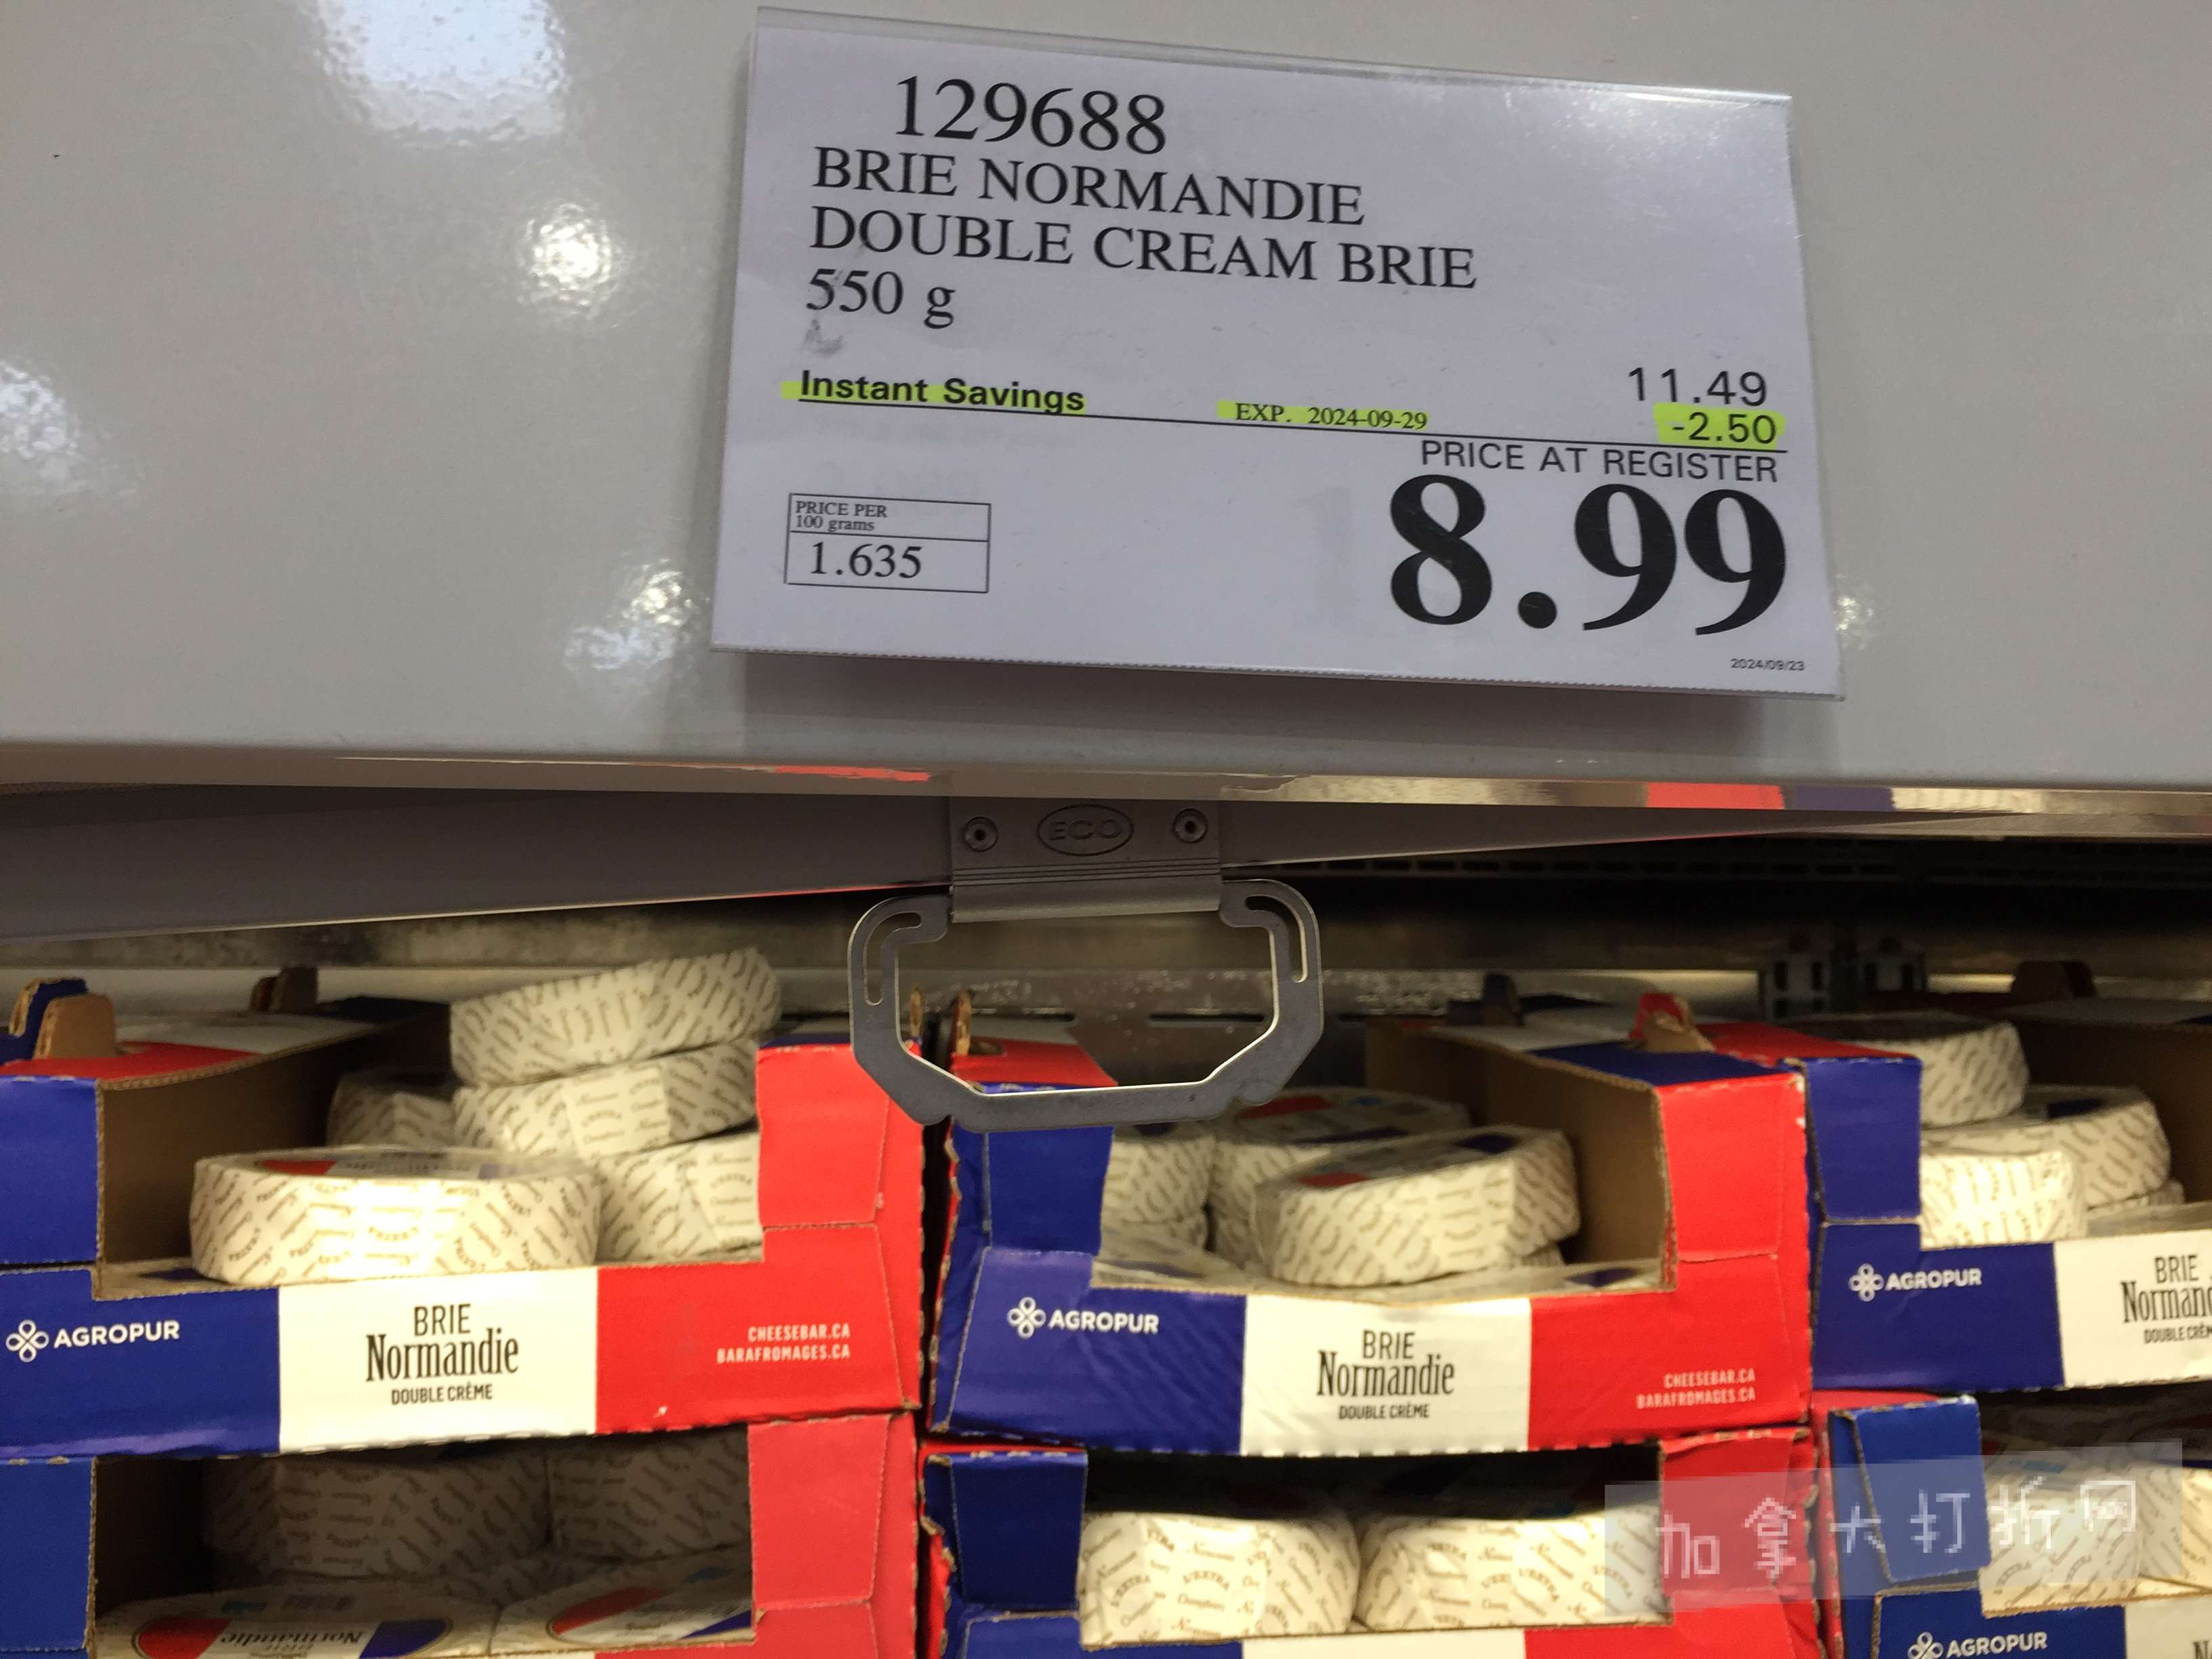 129688
BRIE NORMANDIE
DOUBLE CREAM BRIE
550 g
11.49
Instant Savings EXP. 2024-09-29 -2.50
PRICE AT REGISTER
8.99
PRICE PER
100 grams
1.635
2024/09/23
ECO
AGROPUR
BRIE
Normandie
DOUBLE CRÈME
CHEESEBAR.CA
BARAFROMAGES.CA
AGROPUR
BRIE
Normandie
DOUBLE CRÈME
CHEESEBAR.CA
BARAFROMAGES.CA
AGROPUR
BRIE
加拿大打折网
Normandie
AGROPUR